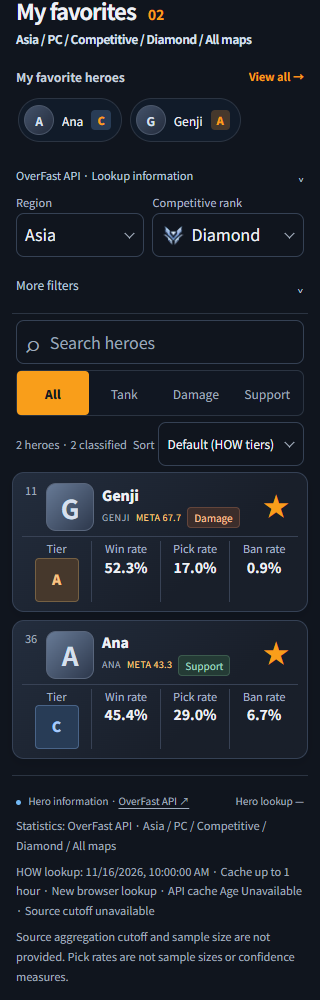 My favorites 02
Asia / PC / Competitive / Diamond / All maps
My favorite heroes View all →
A Ana C G Genji A
OverFast API · Lookup information
Region Competitive rank
Asia Diamond
More filters
Search heroes
All Tank Damage Support
2 heroes · 2 classified Sort Default (HOW tiers)
11 G Genji
GENJI META 67.7 Damage ★
Tier Win rate Pick rate Ban rate
A 52.3% 17.0% 0.9%
36 A Ana
ANA META 43.3 Support ★
Tier Win rate Pick rate Ban rate
C 45.4% 29.0% 6.7%
Hero information · OverFast API ↗ Hero lookup —
Statistics: OverFast API · Asia / PC / Competitive /
Diamond / All maps
HOW lookup: 11/16/2026, 10:00:00 AM · Cache up to 1
hour · New browser lookup · API cache Age Unavailable
· Source cutoff unavailable
Source aggregation cutoff and sample size are not
provided. Pick rates are not sample sizes or confidence
measures.